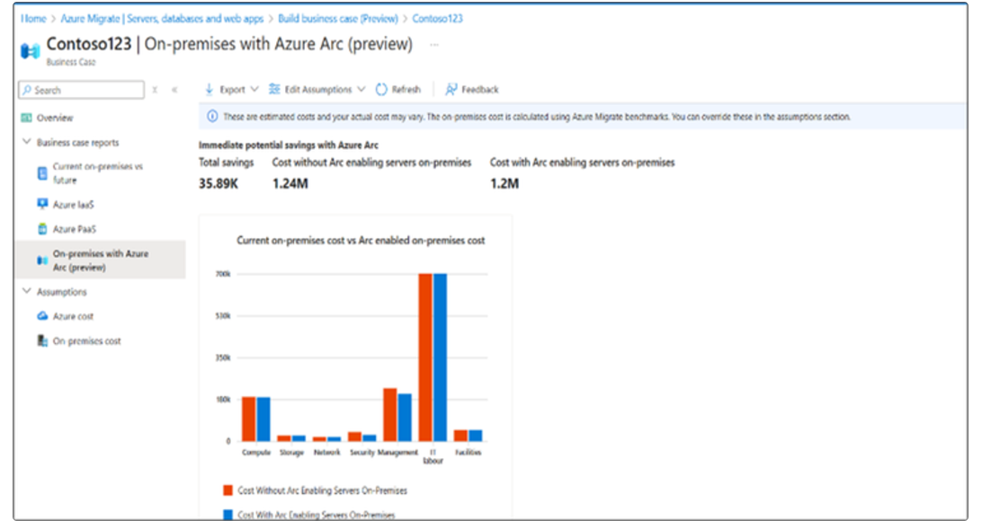 Home > Azure Migrate | Servers, databases and web apps > Build business case (Preview) > Contoso123
Contoso123 | On-premises with Azure Arc (preview) ...
Business Case
Search
Export
Edit Assumptions
Refresh
Feedback
Overview
Business case reports
Current on-premises vs
future
Azure IaaS
Azure PaaS
On-premises with Azure
Arc (preview)
Assumptions
Azure cost
On-premises cost
These are estimated costs and your actual cost may vary. The on-premises cost is calculated using Azure Migrate benchmarks. You can override these in the assumptions section.
Immediate potential savings with Azure Arc
Total savings
35.89K
Cost without Arc enabling servers on-premises
1.24M
Cost with Arc enabling servers on-premises
1.2M
Current on-premises cost vs Arc enabled on-premises cost
700k
530k
350k
180k
0
Compute
Storage
Network
Security
Management
IT
labour
Facilities
Cost Without Arc Enabling Servers On-Premises
Cost With Arc Enabling Servers On-Premises